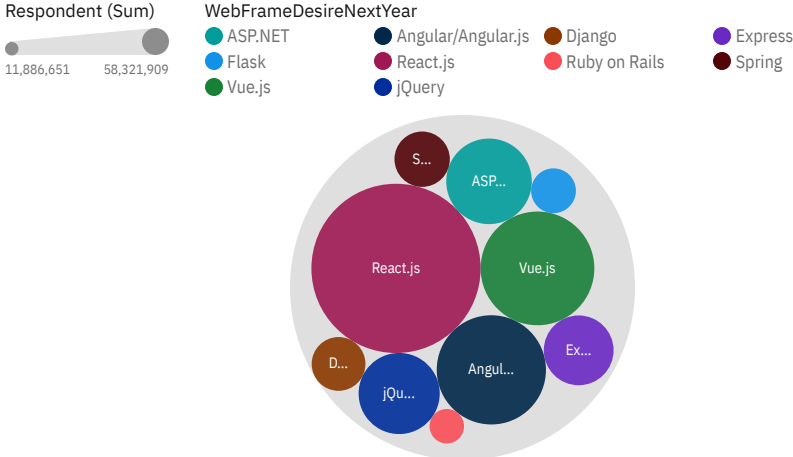 Respondent (Sum)
11,886,651 58,321,909
WebFrameDesireNextYear
ASP.NET Angular/Angular.js Django Express
Flask React.js Ruby on Rails Spring
Vue.js jQuery
S...
ASP...
React.js
Vue.js
Ex...
D...
Angul...
jQu...